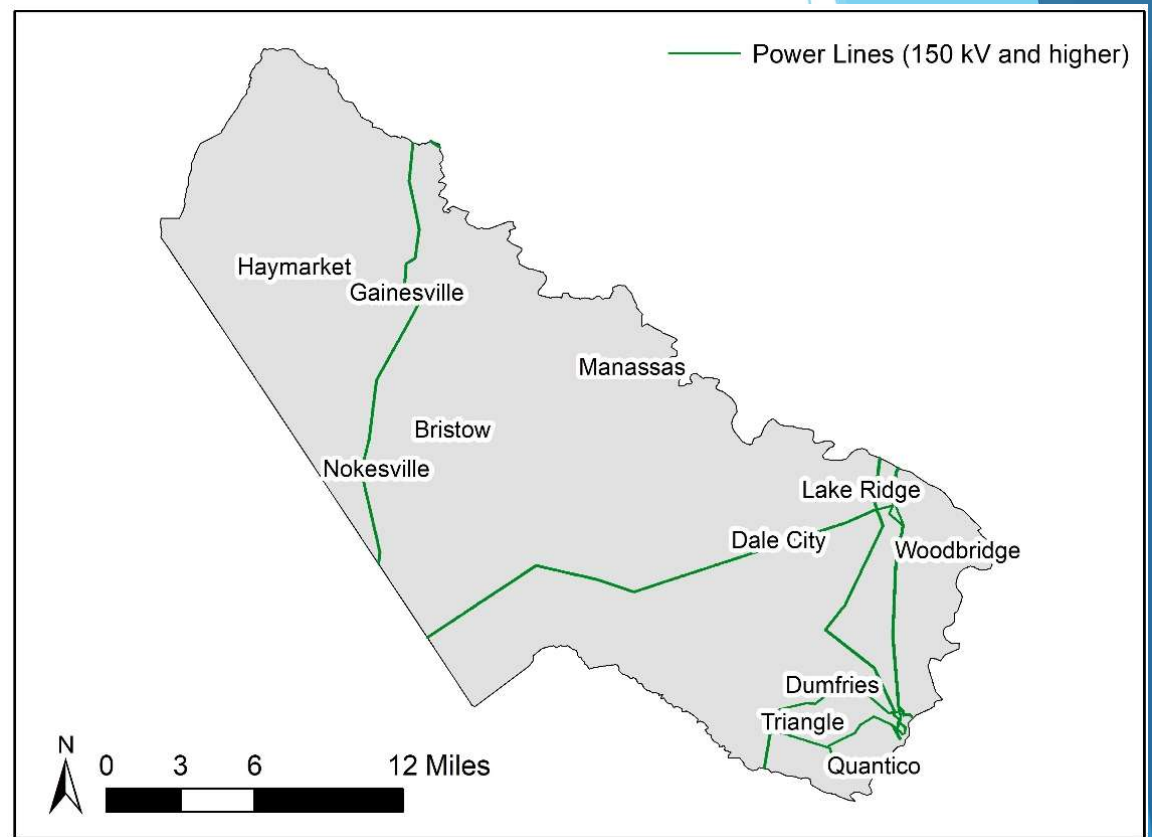 Power Lines (150 kV and higher)
Haymarket
Gainesville
Manassas
Bristow
Nokesville
Lake Ridge
Dale City
Woodbridge
Dumfries
Triangle
Quantico
N
0 3 6 12 Miles